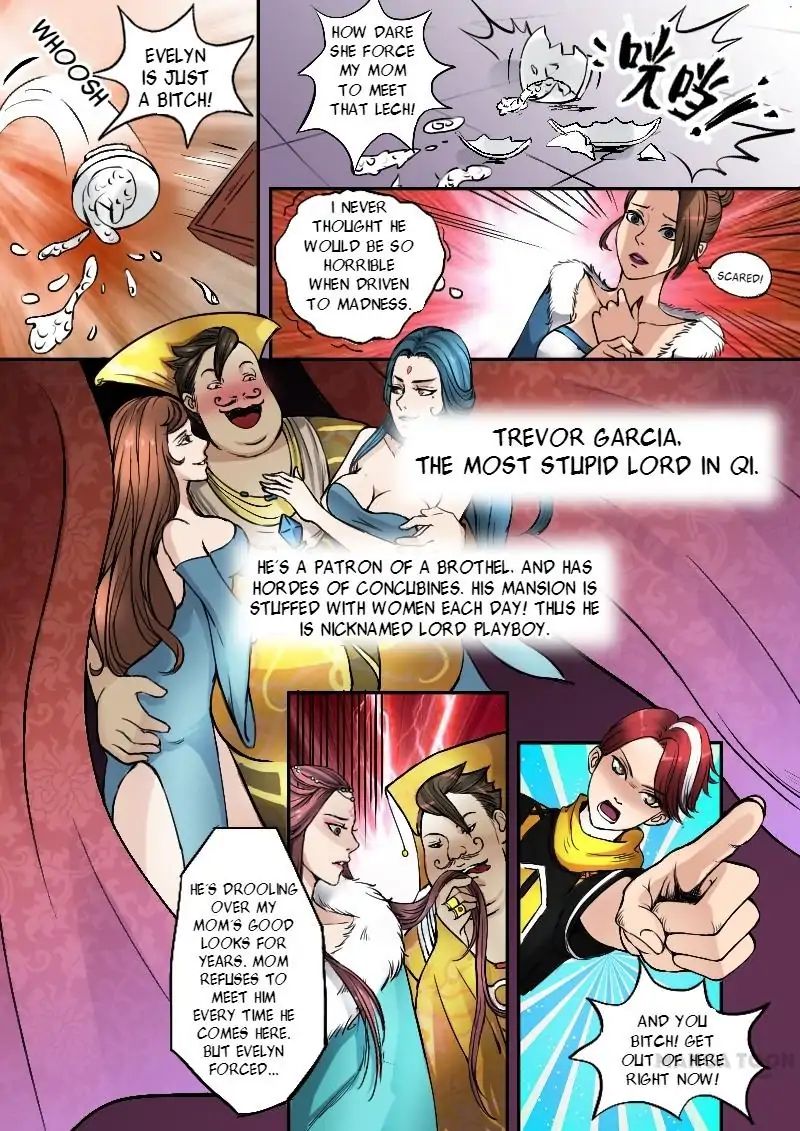 WHOOSH
EVELYN
IS JUST
A BITCH!
HOW DARE
SHE FORCE
MY MOM
TO MEET
THAT LECH!
咣当!
I NEVER
THOUGHT HE
WOULD BE SO
HORRIBLE
WHEN DRIVEN
TO MADNESS.
SCARED!
TREVOR GARCIA,
THE MOST STUPID LORD IN QI.
HE'S A PATRON OF A BROTHEL, AND HAS
HORDES OF CONCUBINES. HIS MANSION IS
STUFFED WITH WOMEN EACH DAY! THUS HE
IS NICKNAMED LORD PLAYBOY.
HE'S DROOLING
OVER MY
MOM'S GOOD
LOOKS FOR
YEARS. MOM
REFUSES TO
MEET HIM
EVERY TIME HE
COMES HERE.
BUT EVELYN
FORCED...
AND YOU
BITCH! GET
OUT OF HERE
RIGHT NOW!
MANGA TOON